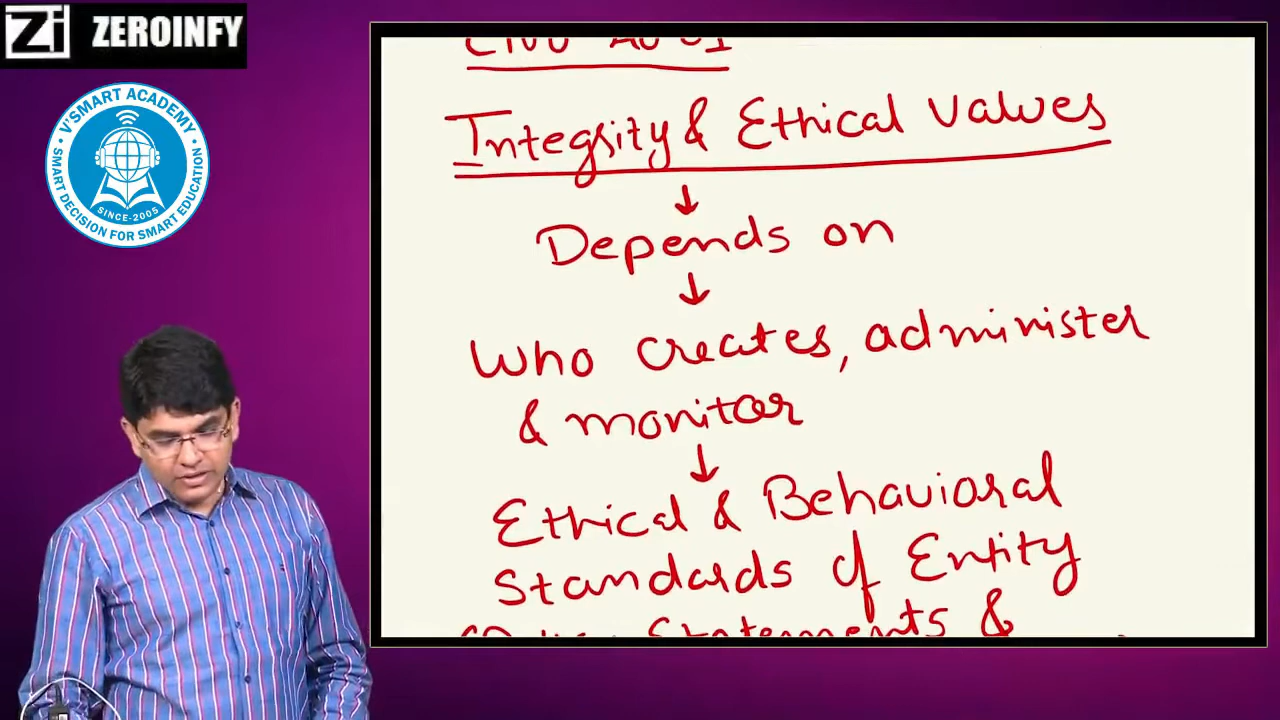 Zi ZEROINFY
V'SMART ACADEMY
SMART DECISION FOR SMART EDUCATION
SINCE-2005
Integrity & Ethical values
↓
Depends on
↓
Who creates, administer
& monitor
↓
Ethical & Behavioral
Standards of Entity
Statements &